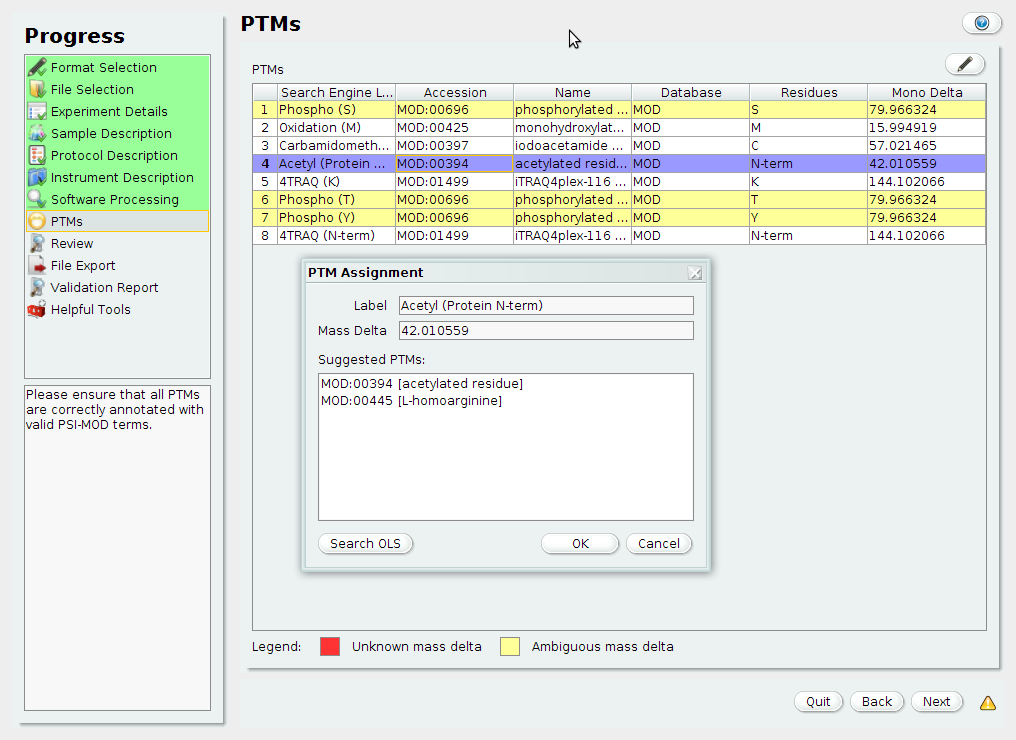 Progress
Format Selection
File Selection
Experiment Details
Sample Description
Protocol Description
Instrument Description
Software Processing
PTMs
Review
File Export
Validation Report
Helpful Tools
Please ensure that all PTMs
are correctly annotated with
valid PSI-MOD terms.
PTMs
PTMs
Search Engine L... Accession Name Database Residues Mono Delta
1 Phospho (S) MOD:00696 phosphorylated ... MOD S 79.966324
2 Oxidation (M) MOD:00425 monohydroxylat... MOD M 15.994919
3 Carbamidometh... MOD:00397 iodoacetamide ... MOD C 57.021465
4 Acetyl (Protein ... MOD:00394 acetylated resid... MOD N-term 42.010559
5 4TRAQ (K) MOD:01499 iTRAQ4plex-116 ... MOD K 144.102066
6 Phospho (T) MOD:00696 phosphorylated ... MOD T 79.966324
7 Phospho (Y) MOD:00696 phosphorylated ... MOD Y 79.966324
8 4TRAQ (N-term) MOD:01499 iTRAQ4plex-116 ... MOD N-term 144.102066
PTM Assignment
Label Acetyl (Protein N-term)
Mass Delta 42.010559
Suggested PTMs:
MOD:00394 [acetylated residue]
MOD:00445 [L-homoarginine]
Search OLS OK Cancel
Legend: Unknown mass delta Ambiguous mass delta
Quit Back Next